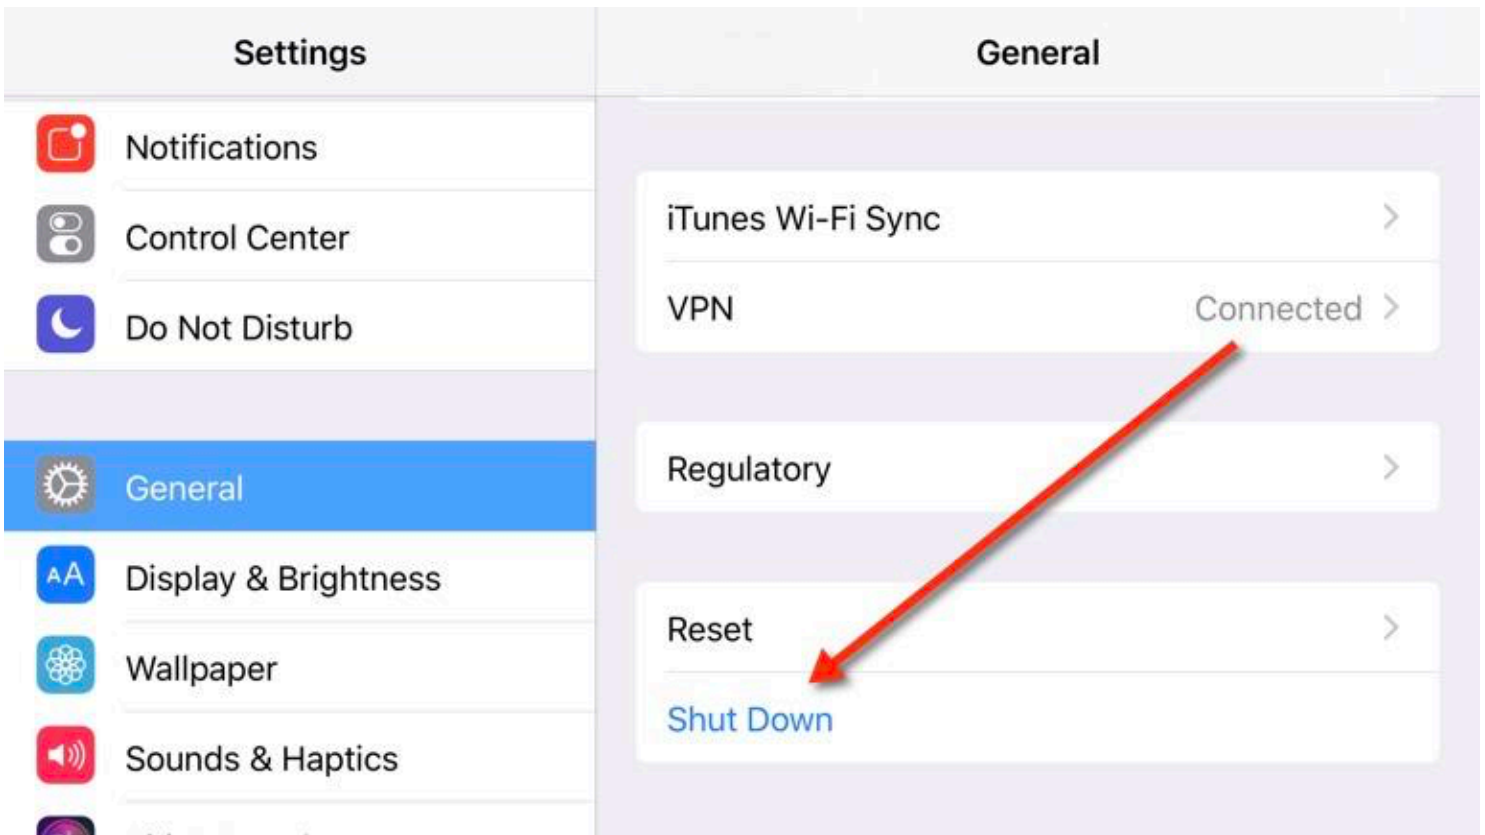 Settings
Notifications
Control Center
Do Not Disturb
General
AA Display & Brightness
Wallpaper
Sounds & Haptics
General
iTunes Wi-Fi Sync
VPN Connected
Regulatory
Reset
Shut Down